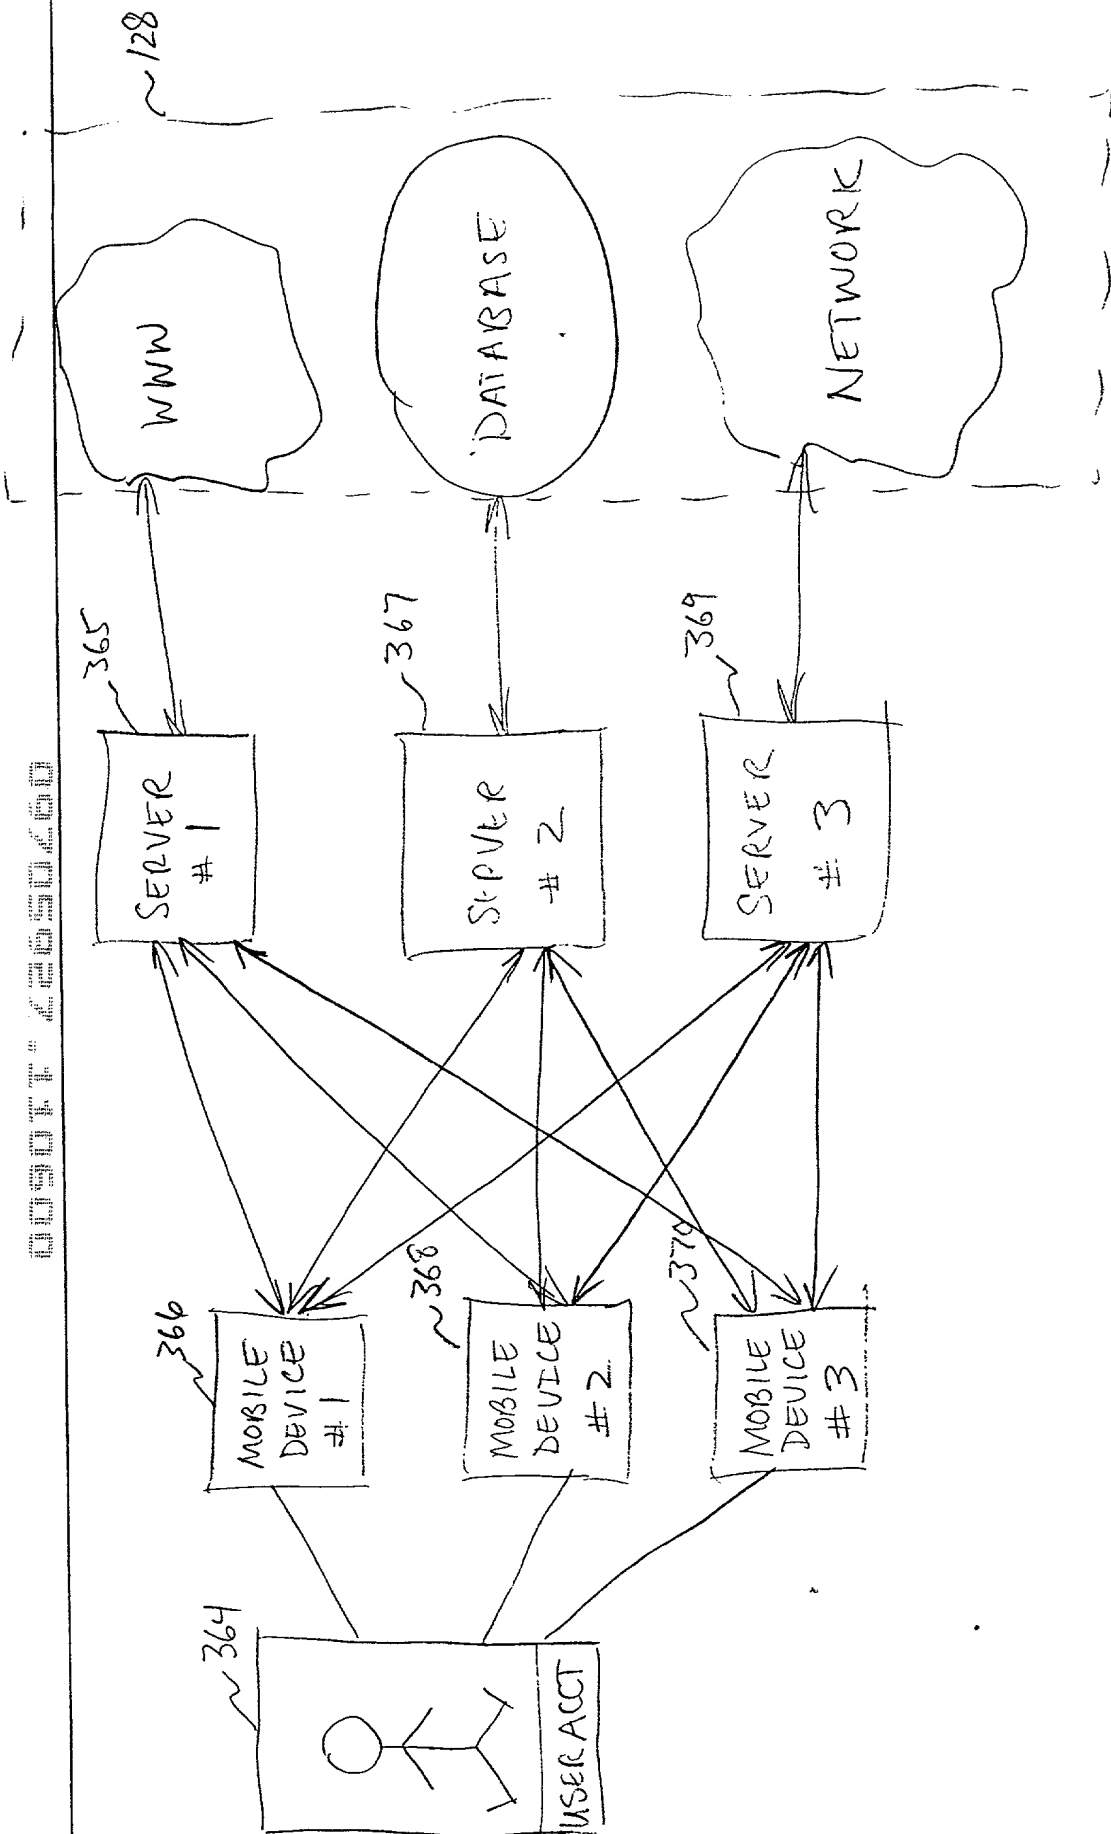 128
WWW
DATABASE
NETWORK
365
367
369
SERVER
# 1
SERVER
# 2
SERVER
# 3
366
368
370
MOBILE
DEVICE
# 1
MOBILE
DEVICE
# 2
MOBILE
DEVICE
# 3
364
USER ACCT